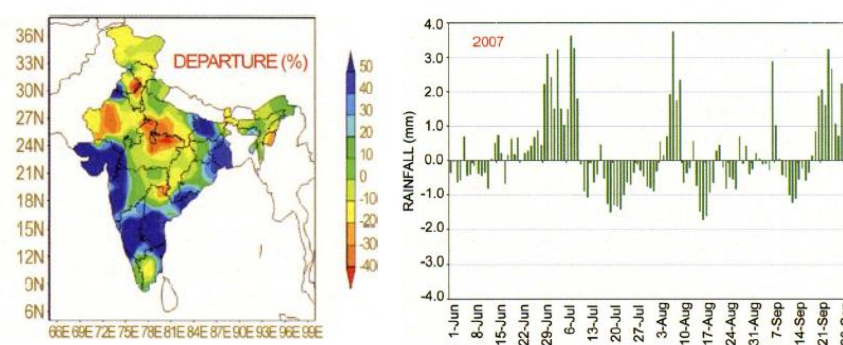 DEPARTURE (%)
36N
33N
30N
27N
24N
21N
18N
15N
12N
9N
6N
66E 69E 72E 75E 78E 81E 84E 87E 90E 93E 96E 99E
50
40
30
20
10
0
-10
-20
-30
-40
2007
RAINFALL (mm)
4.0
3.0
2.0
1.0
0.0
-1.0
-2.0
-3.0
-4.0
1-Jun
8-Jun
15-Jun
22-Jun
29-Jun
6-Jul
13-Jul
20-Jul
27-Jul
3-Aug
10-Aug
17-Aug
24-Aug
31-Aug
7-Sep
14-Sep
21-Sep